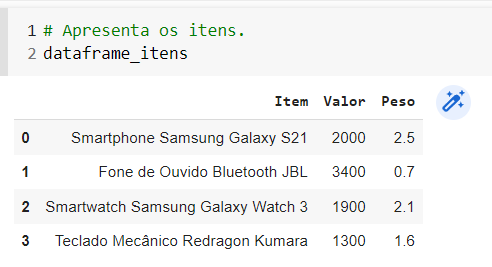 1 # Apresenta os itens.
2 dataframe_itens
Item Valor Peso
0 Smartphone Samsung Galaxy S21 2000 2.5
1 Fone de Ouvido Bluetooth JBL 3400 0.7
2 Smartwatch Samsung Galaxy Watch 3 1900 2.1
3 Teclado Mecânico Redragon Kumara 1300 1.6